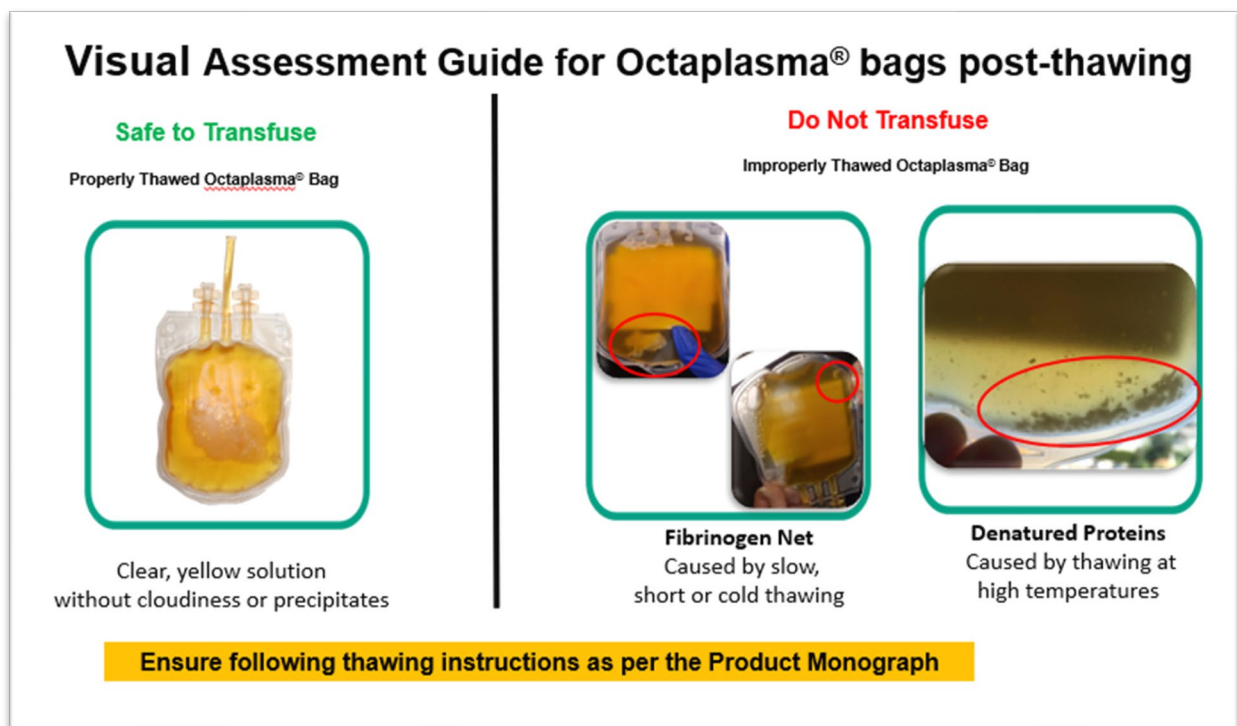 Visual Assessment Guide for Octaplasma® bags post-thawing
Safe to Transfuse
Properly Thawed Octaplasma® Bag
Clear, yellow solution
without cloudiness or precipitates
Do Not Transfuse
Improperly Thawed Octaplasma® Bag
Fibrinogen Net
Caused by slow,
short or cold thawing
Denatured Proteins
Caused by thawing at
high temperatures
Ensure following thawing instructions as per the Product Monograph